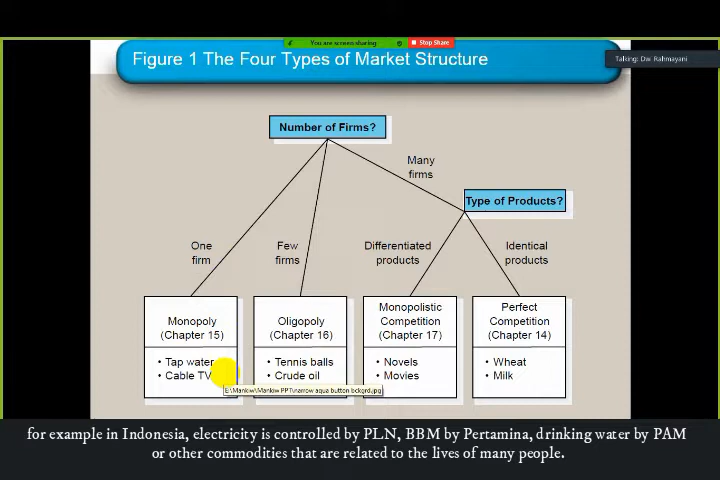 You are screen sharing
Stop Share
Figure 1 The Four Types of Market Structure
Talking: Dwi Rahmayani
Number of Firms?
Many
firms
Type of Products?
One
firm
Few
firms
Differentiated
products
Identical
products
Monopoly
(Chapter 15)
• Tap water
• Cable TV
Oligopoly
(Chapter 16)
• Tennis balls
• Crude oil
Monopolistic
Competition
(Chapter 17)
• Novels
• Movies
Perfect
Competition
(Chapter 14)
• Wheat
• Milk
E:\Mankiw\Mankiw PPT\narrow aqua button bckgrd.jpg
for example in Indonesia, electricity is controlled by PLN, BBM by Pertamina, drinking water by PAM
or other commodities that are related to the lives of many people.